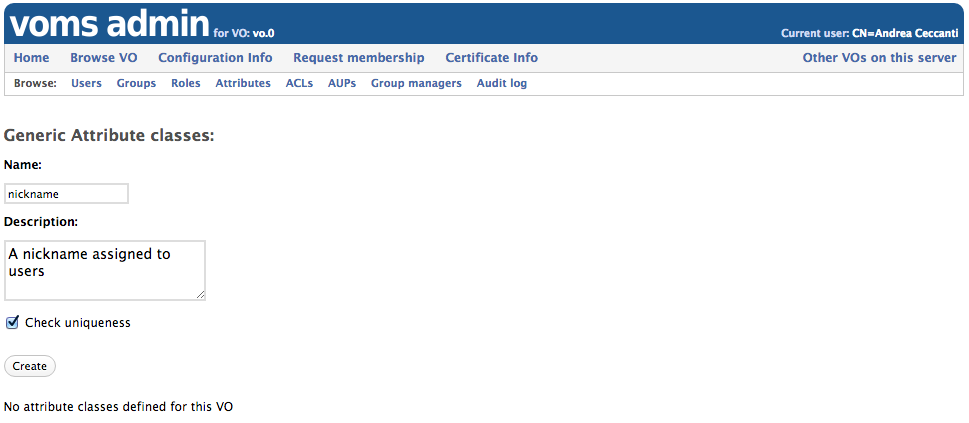 voms admin for VO: vo.0 Current user: CN=Andrea Ceccanti
Home Browse VO Configuration Info Request membership Certificate Info Other VOs on this server
Browse: Users Groups Roles Attributes ACLs AUPs Group managers Audit log
Generic Attribute classes:
Name:
nickname
Description:
A nickname assigned to
users
Check uniqueness
Create
No attribute classes defined for this VO